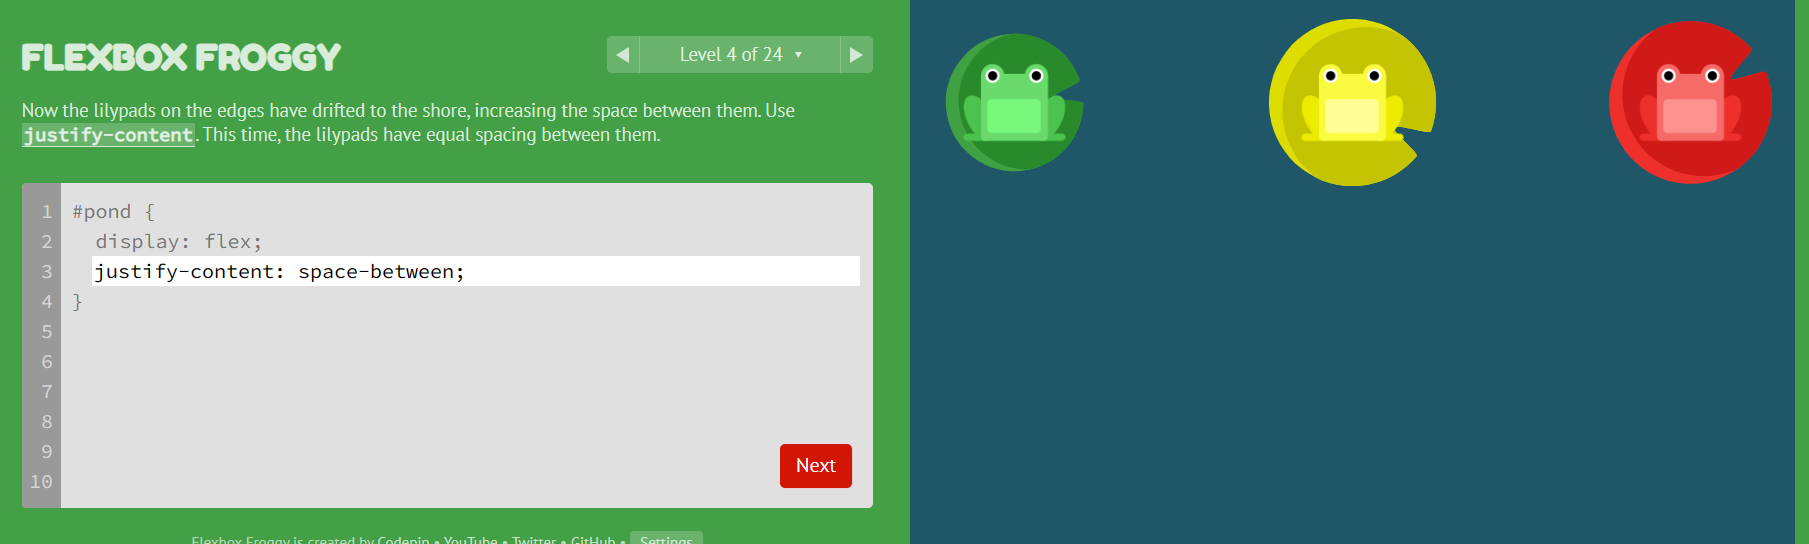 FLEXBOX FROGGY
Level 4 of 24
Now the lilypads on the edges have drifted to the shore, increasing the space between them. Use
justify-content. This time, the lilypads have equal spacing between them.
1 #pond {
2 display: flex;
3 justify-content: space-between;
4 }
5
6
7
8
9
10
Next
Flexbox Froggy is created by Codepip • YouTube • Twitter • GitHub • Settings